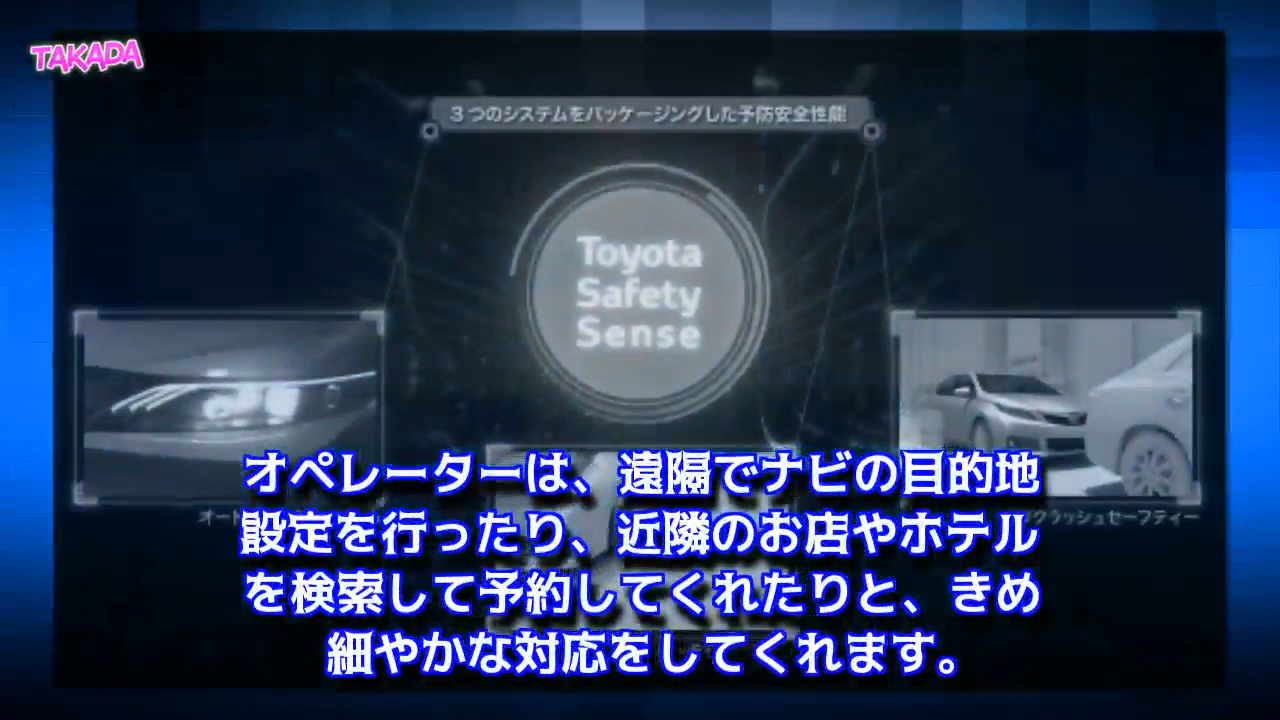 TAKADA
3つのシステムをパッケージングした予防安全性能
Toyota
Safety
Sense
オート
クラッシュセーフティー
オペレーターは、遠隔でナビの目的地
設定を行ったり、近隣のお店やホテル
を検索して予約してくれたりと、きめ
細やかな対応をしてくれます。